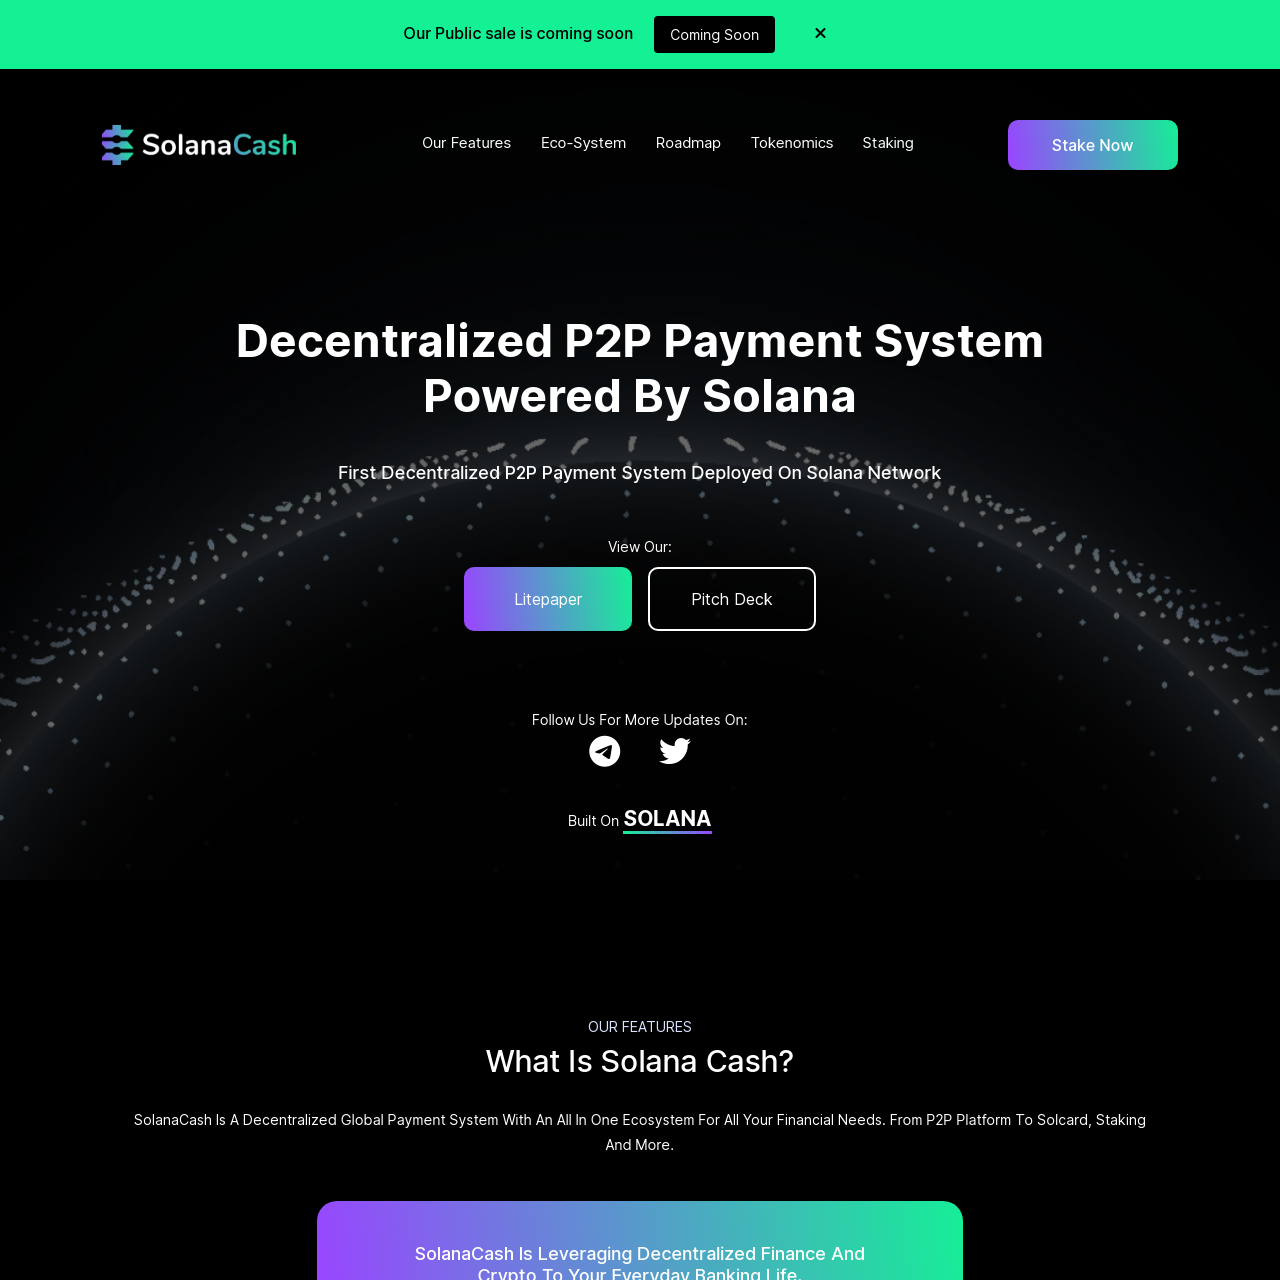 Our Public sale is coming soon
Coming Soon
×
SolanaCash
Our Features
Eco-System
Roadmap
Tokenomics
Staking
Stake Now
Decentralized P2P Payment System
Powered By Solana
First Decentralized P2P Payment System Deployed On Solana Network
View Our:
Litepaper
Pitch Deck
Follow Us For More Updates On:
Built On SOLANA
OUR FEATURES
What Is Solana Cash?
SolanaCash Is A Decentralized Global Payment System With An All In One Ecosystem For All Your Financial Needs. From P2P Platform To Solcard, Staking
And More.
SolanaCash Is Leveraging Decentralized Finance And
Crypto To Your Everyday Banking Life.